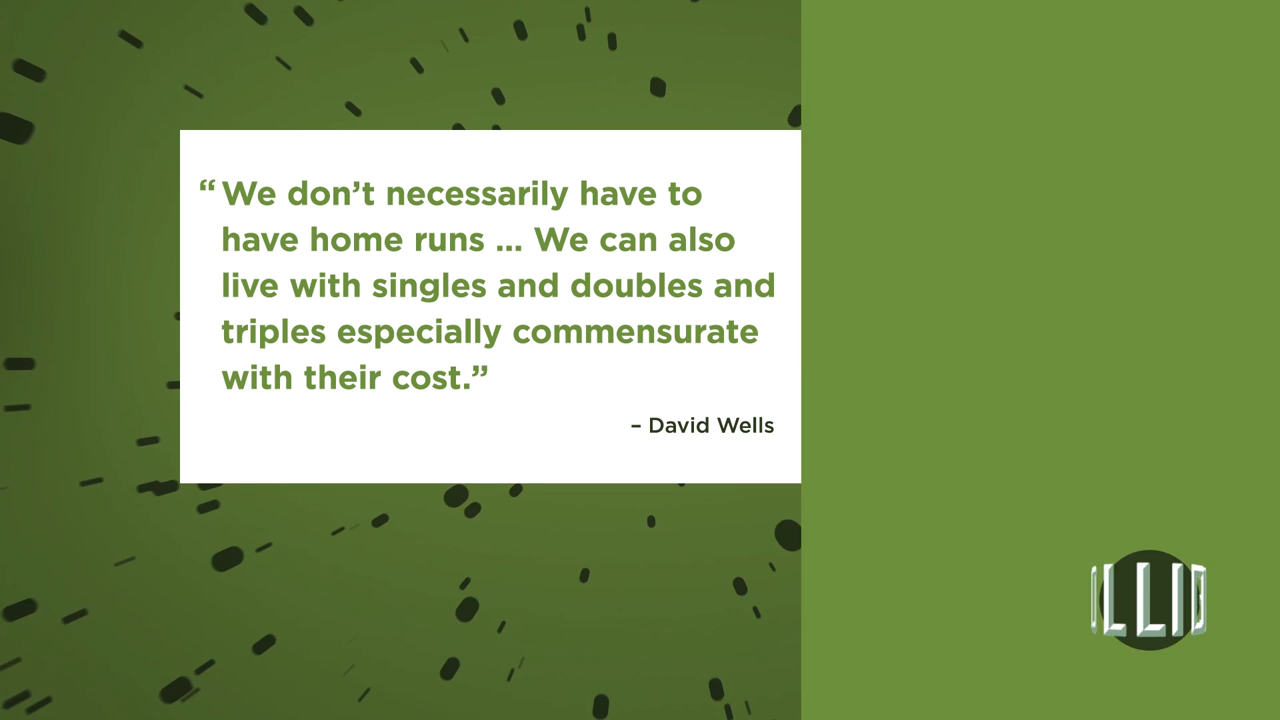 “We don’t necessarily have to
have home runs ... We can also
live with singles and doubles and
triples especially commensurate
with their cost.”
– David Wells